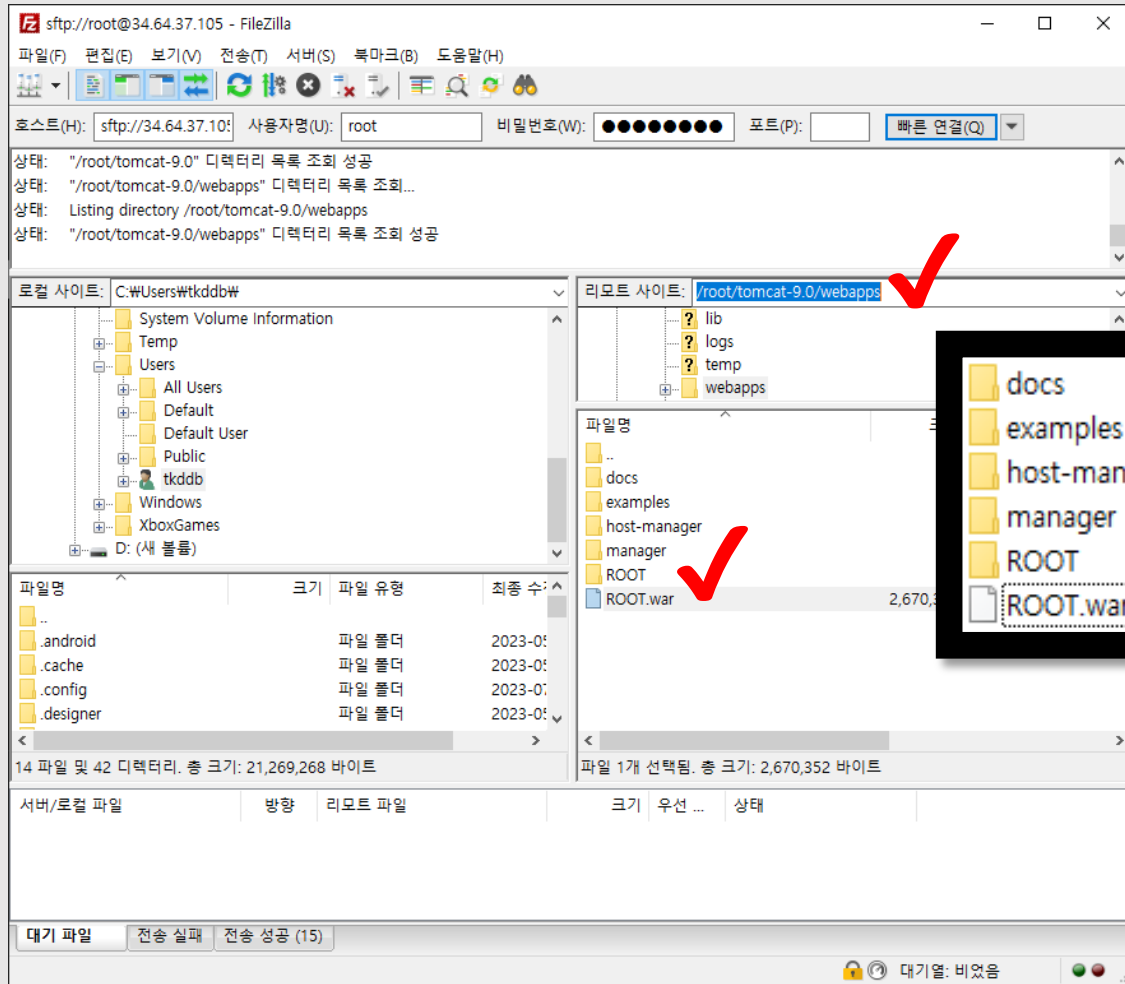 sftp://root@34.64.37.105 - FileZilla
파일(F) 편집(E) 보기(V) 전송(T) 서버(S) 북마크(B) 도움말(H)
호스트(H): sftp://34.64.37.105 사용자명(U): root 비밀번호(W): ●●●●●●●● 포트(P): 빠른 연결(Q)
상태: "/root/tomcat-9.0" 디렉터리 목록 조회 성공
상태: "/root/tomcat-9.0/webapps" 디렉터리 목록 조회...
상태: Listing directory /root/tomcat-9.0/webapps
상태: "/root/tomcat-9.0/webapps" 디렉터리 목록 조회 성공
로컬 사이트: C:₩Users₩tkddb₩
System Volume Information
Temp
Users
All Users
Default
Default User
Public
tkddb
Windows
XboxGames
D: (새 볼륨)
파일명 크기 파일 유형 최종 수
..
.android 파일 폴더 2023-05
.cache 파일 폴더 2023-05
.config 파일 폴더 2023-07
.designer 파일 폴더 2023-05
14 파일 및 42 디렉터리. 총 크기: 21,269,268 바이트
리모트 사이트: /root/tomcat-9.0/webapps
? lib
? logs
? temp
webapps
파일명
..
docs
examples
host-manager
manager
ROOT
ROOT.war 2,670,
파일 1개 선택됨. 총 크기: 2,670,352 바이트
docs
examples
host-man
manager
ROOT
ROOT.war
서버/로컬 파일 방향 리모트 파일 크기 우선 ... 상태
대기 파일 전송 실패 전송 성공 (15)
대기열: 비었음